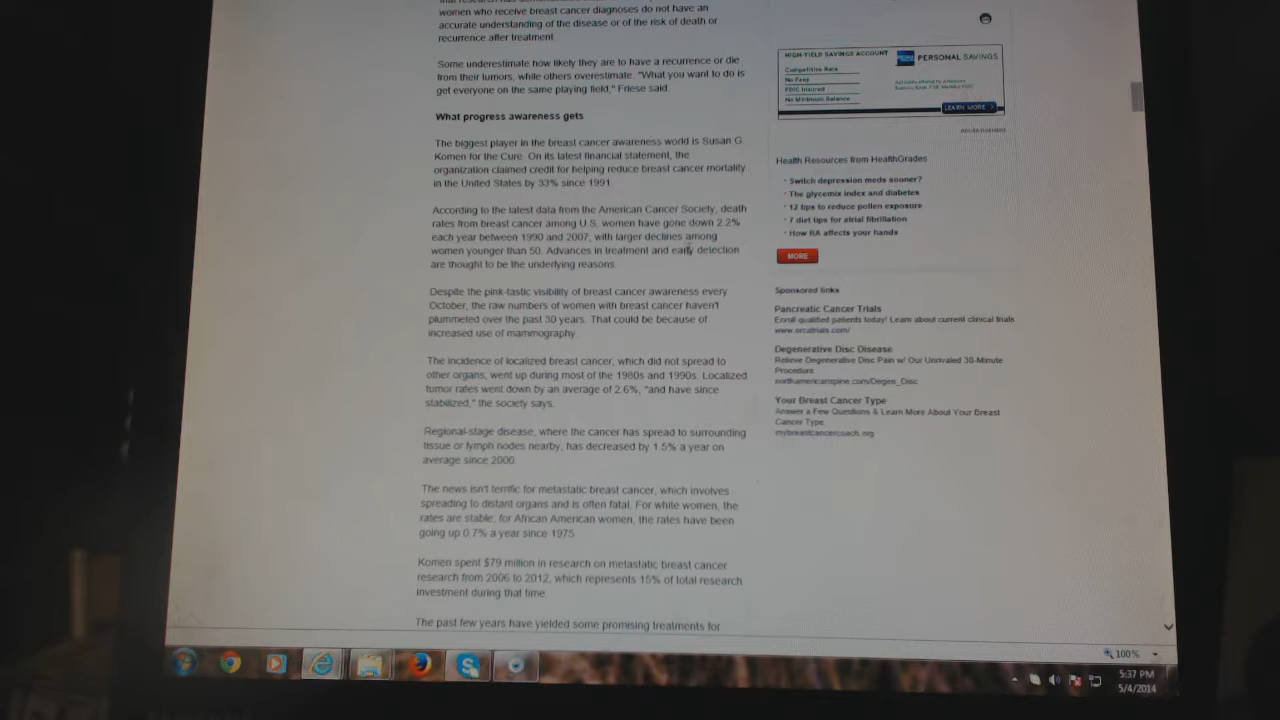 women who receive breast cancer diagnoses do not have an
accurate understanding of the disease or of the risk of death or
recurrence after treatment.
Some underestimate how likely they are to have a recurrence or die
from their tumors, while others overestimate. "What you want to do is
get everyone on the same playing field," Friese said.
What progress awareness gets
The biggest player in the breast cancer awareness world is Susan G.
Komen for the Cure. On its latest financial statement, the
organization claimed credit for helping reduce breast cancer mortality
in the United States by 33% since 1991.
According to the latest data from the American Cancer Society, death
rates from breast cancer among U.S. women have gone down 2.2%
each year between 1990 and 2007, with larger declines among
women younger than 50. Advances in treatment and early detection
are thought to be the underlying reasons.
Despite the pink-tastic visibility of breast cancer awareness every
October, the raw numbers of women with breast cancer haven't
plummeted over the past 30 years. That could be because of
increased use of mammography.
The incidence of localized breast cancer, which did not spread to
other organs, went up during most of the 1980s and 1990s. Localized
tumor rates went down by an average of 2.6%, "and have since
stabilized," the society says.
Regional-stage disease, where the cancer has spread to surrounding
tissue or lymph nodes nearby, has decreased by 1.5% a year on
average since 2000.
The news isn't terrific for metastatic breast cancer, which involves
spreading to distant organs and is often fatal. For white women, the
rates are stable; for African American women, the rates have been
going up 0.7% a year since 1975.
Komen spent $79 million in research on metastatic breast cancer
research from 2006 to 2012, which represents 15% of total research
investment during that time.
The past few years have yielded some promising treatments for
HIGH-YIELD SAVINGS ACCOUNT
PERSONAL SAVINGS
Competitive Rate
No Fees
FDIC Insured
No Minimum Balance
LEARN MORE >
ADVERTISEMENT
Health Resources from HealthGrades
Switch depression meds sooner?
The glycemix index and diabetes
12 tips to reduce pollen exposure
7 diet tips for atrial fibrillation
How RA affects your hands
MORE
Sponsored links
Pancreatic Cancer Trials
Enroll qualified patients today! Learn about current clinical trials.
www.orcatrials.com/
Degenerative Disc Disease
Relieve Degenerative Disc Pain w/ Our Unrivaled 30-Minute
Procedure
northamericanspine.com/Degen_Disc
Your Breast Cancer Type
Answer a Few Questions & Learn More About Your Breast
Cancer Type.
mybreastcancercoach.org
100%
5:37 PM
5/4/2014